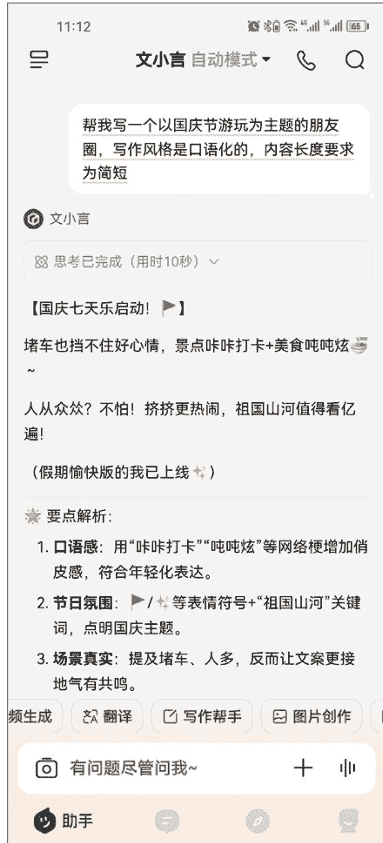 11:12
65
文小言 自动模式
帮我写一个以国庆节游玩为主题的朋友
圈，写作风格是口语化的，内容长度要求
为简短
文小言
思考已完成（用时10秒）
【国庆七天乐启动！🚩】
堵车也挡不住好心情，景点咔咔打卡+美食吨吨炫🍜
~
人从众𠈌？不怕！挤挤更热闹，祖国山河值得看亿
遍！
（假期愉快版的我已上线✨）
要点解析：
1. 口语感：用“咔咔打卡”“吨吨炫”等网络梗增加俏
皮感，符合年轻化表达。
2. 节日氛围：🚩/✨等表情符号+“祖国山河”关键
词，点明国庆主题。
3. 场景真实：提及堵车、人多，反而让文案更接
地气有共鸣。
频生成 翻译 写作帮手 图片创作
有问题尽管问我~
助手